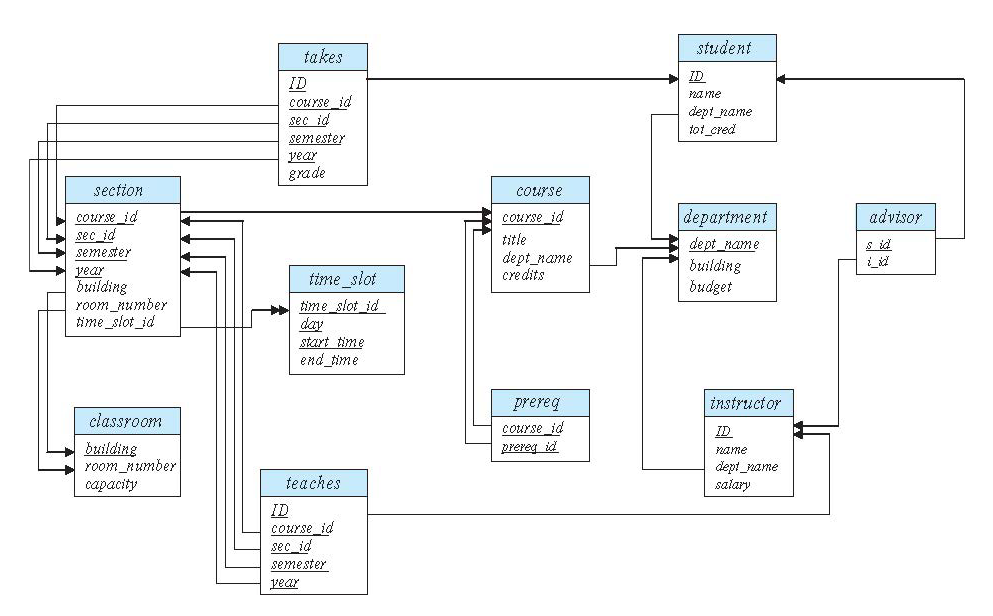 takes
ID
course_id
sec_id
semester
year
grade
student
ID
name
dept_name
tot_cred
section
course_id
sec_id
semester
year
building
room_number
time_slot_id
course
course_id
title
dept_name
credits
department
dept_name
building
budget
advisor
s_id
i_id
time_slot
time_slot_id
day
start_time
end_time
classroom
building
room_number
capacity
prereq
course_id
prereq_id
instructor
ID
name
dept_name
salary
teaches
ID
course_id
sec_id
semester
year